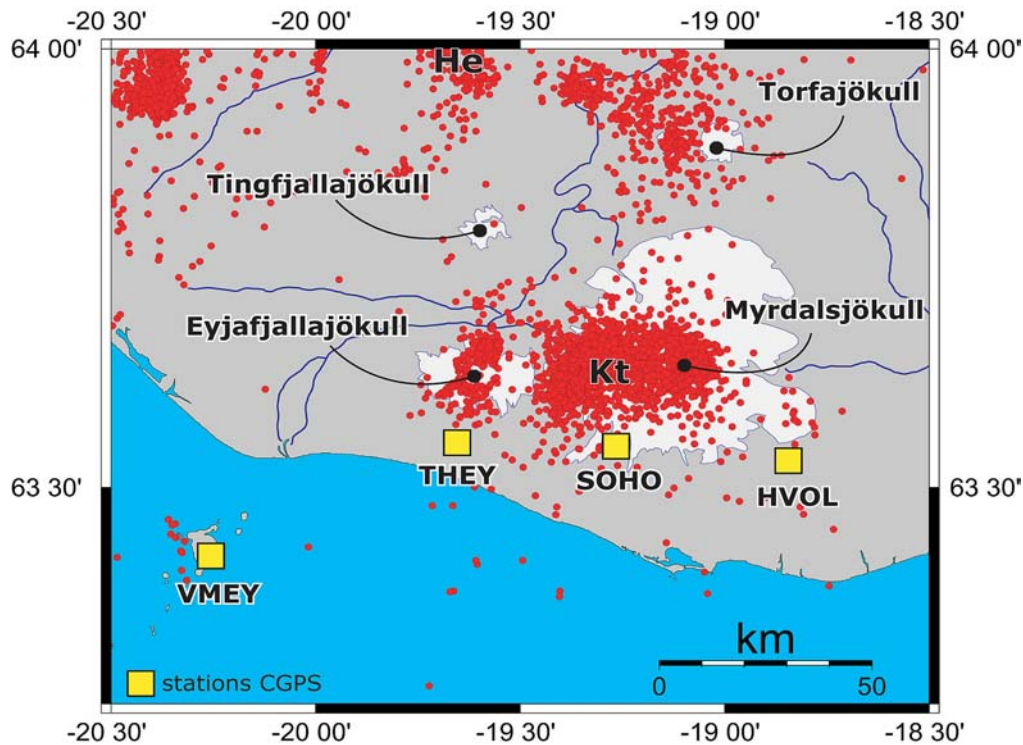 -20 30' -20 00' -19 30' -19 00' -18 30'
64 00' 64 00'
He
Torfajökull
Tingfjallajökull
Eyjafjallajökull
Myrdalsjökull
Kt
THEY
SOHO
HVOL
63 30' 63 30'
VMEY
km
stations CGPS
0 50
-20 30' -20 00' -19 30' -19 00' -18 30'